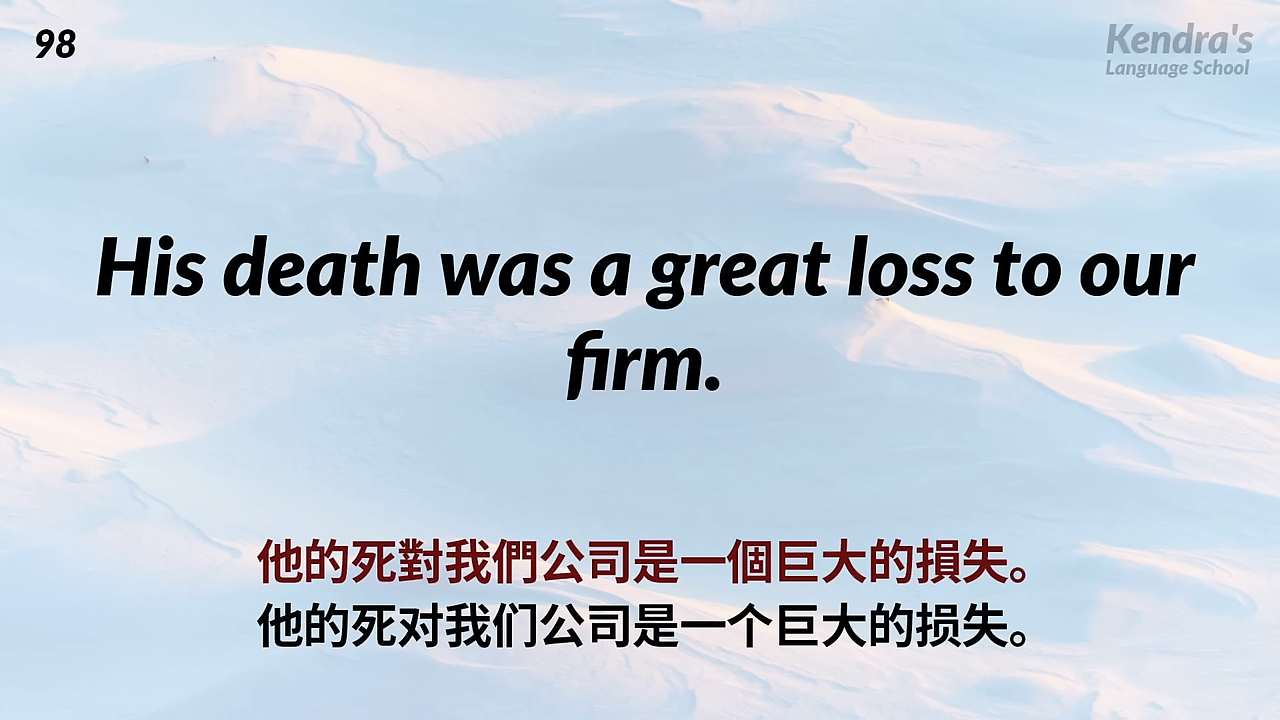 98
Kendra's
Language School
His death was a great loss to our
firm.
他的死對我們公司是一個巨大的損失。
他的死对我们公司是一个巨大的损失。